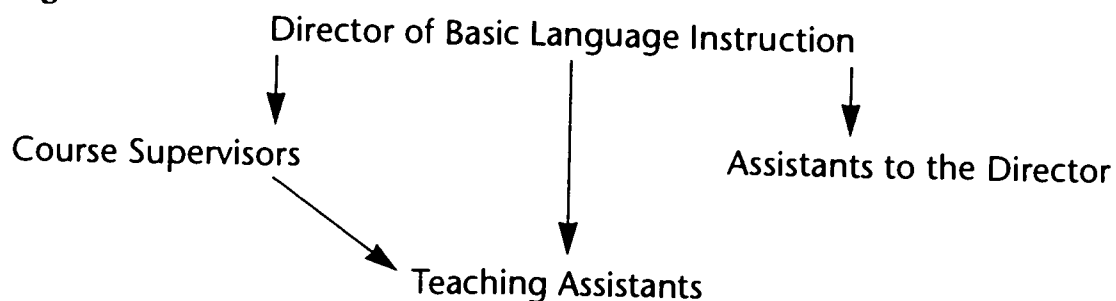 Director of Basic Language Instruction
Course Supervisors
Assistants to the Director
Teaching Assistants